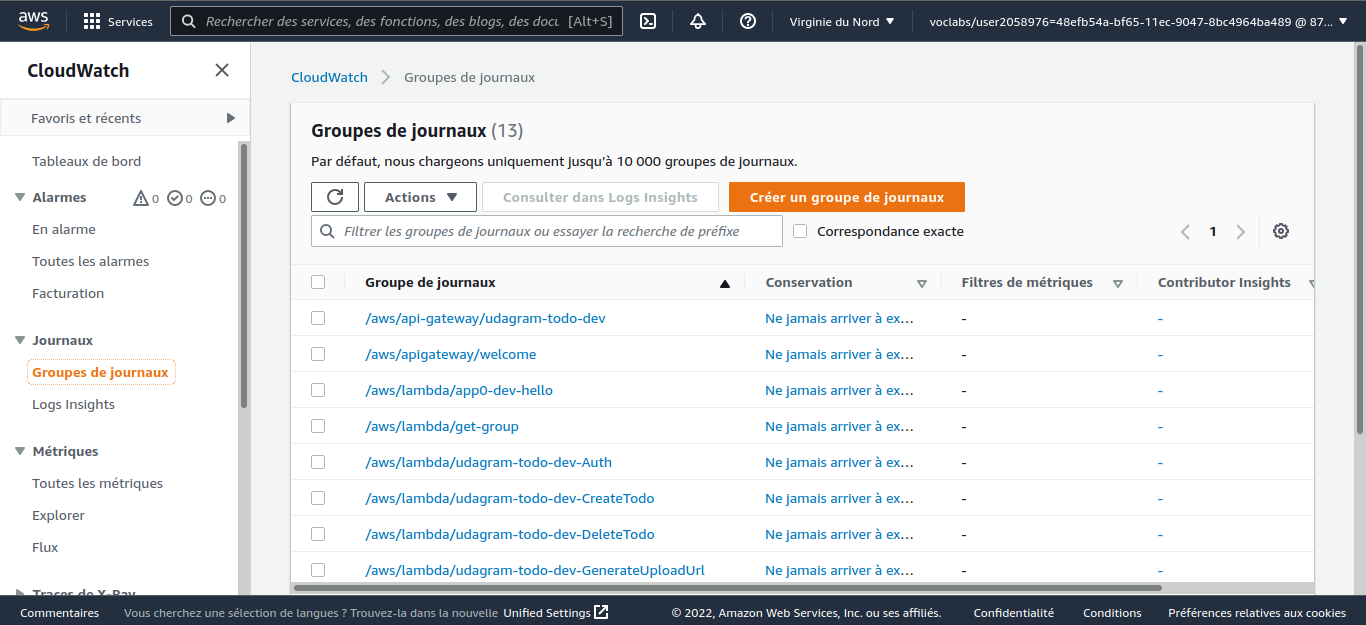 aws
Services
Rechercher des services, des fonctions, des blogs, des docu [Alt+S]
Virginie du Nord
voclabs/user2058976=48efb54a-bf65-11ec-9047-8bc4964ba489 @ 87...
CloudWatch
Favoris et récents
Tableaux de bord
Alarmes 0 0 0
En alarme
Toutes les alarmes
Facturation
Journaux
Groupes de journaux
Logs Insights
Métriques
Toutes les métriques
Explorer
Flux
Traces de X-Ray
CloudWatch
Groupes de journaux
Groupes de journaux (13)
Par défaut, nous chargeons uniquement jusqu'à 10 000 groupes de journaux.
Actions
Consulter dans Logs Insights
Créer un groupe de journaux
Filtrer les groupes de journaux ou essayer la recherche de préfixe
Correspondance exacte
1
Groupe de journaux Conservation Filtres de métriques Contributor Insights
/aws/api-gateway/udagram-todo-dev Ne jamais arriver à ex... - -
/aws/apigateway/welcome Ne jamais arriver à ex... - -
/aws/lambda/app0-dev-hello Ne jamais arriver à ex... - -
/aws/lambda/get-group Ne jamais arriver à ex... - -
/aws/lambda/udagram-todo-dev-Auth Ne jamais arriver à ex... - -
/aws/lambda/udagram-todo-dev-CreateTodo Ne jamais arriver à ex... - -
/aws/lambda/udagram-todo-dev-DeleteTodo Ne jamais arriver à ex... - -
/aws/lambda/udagram-todo-dev-GenerateUploadUrl Ne jamais arriver à ex... - -
Commentaires
Vous cherchez une sélection de langues ? Trouvez-la dans la nouvelle Unified Settings
© 2022, Amazon Web Services, Inc. ou ses affiliés.
Confidentialité
Conditions
Préférences relatives aux cookies